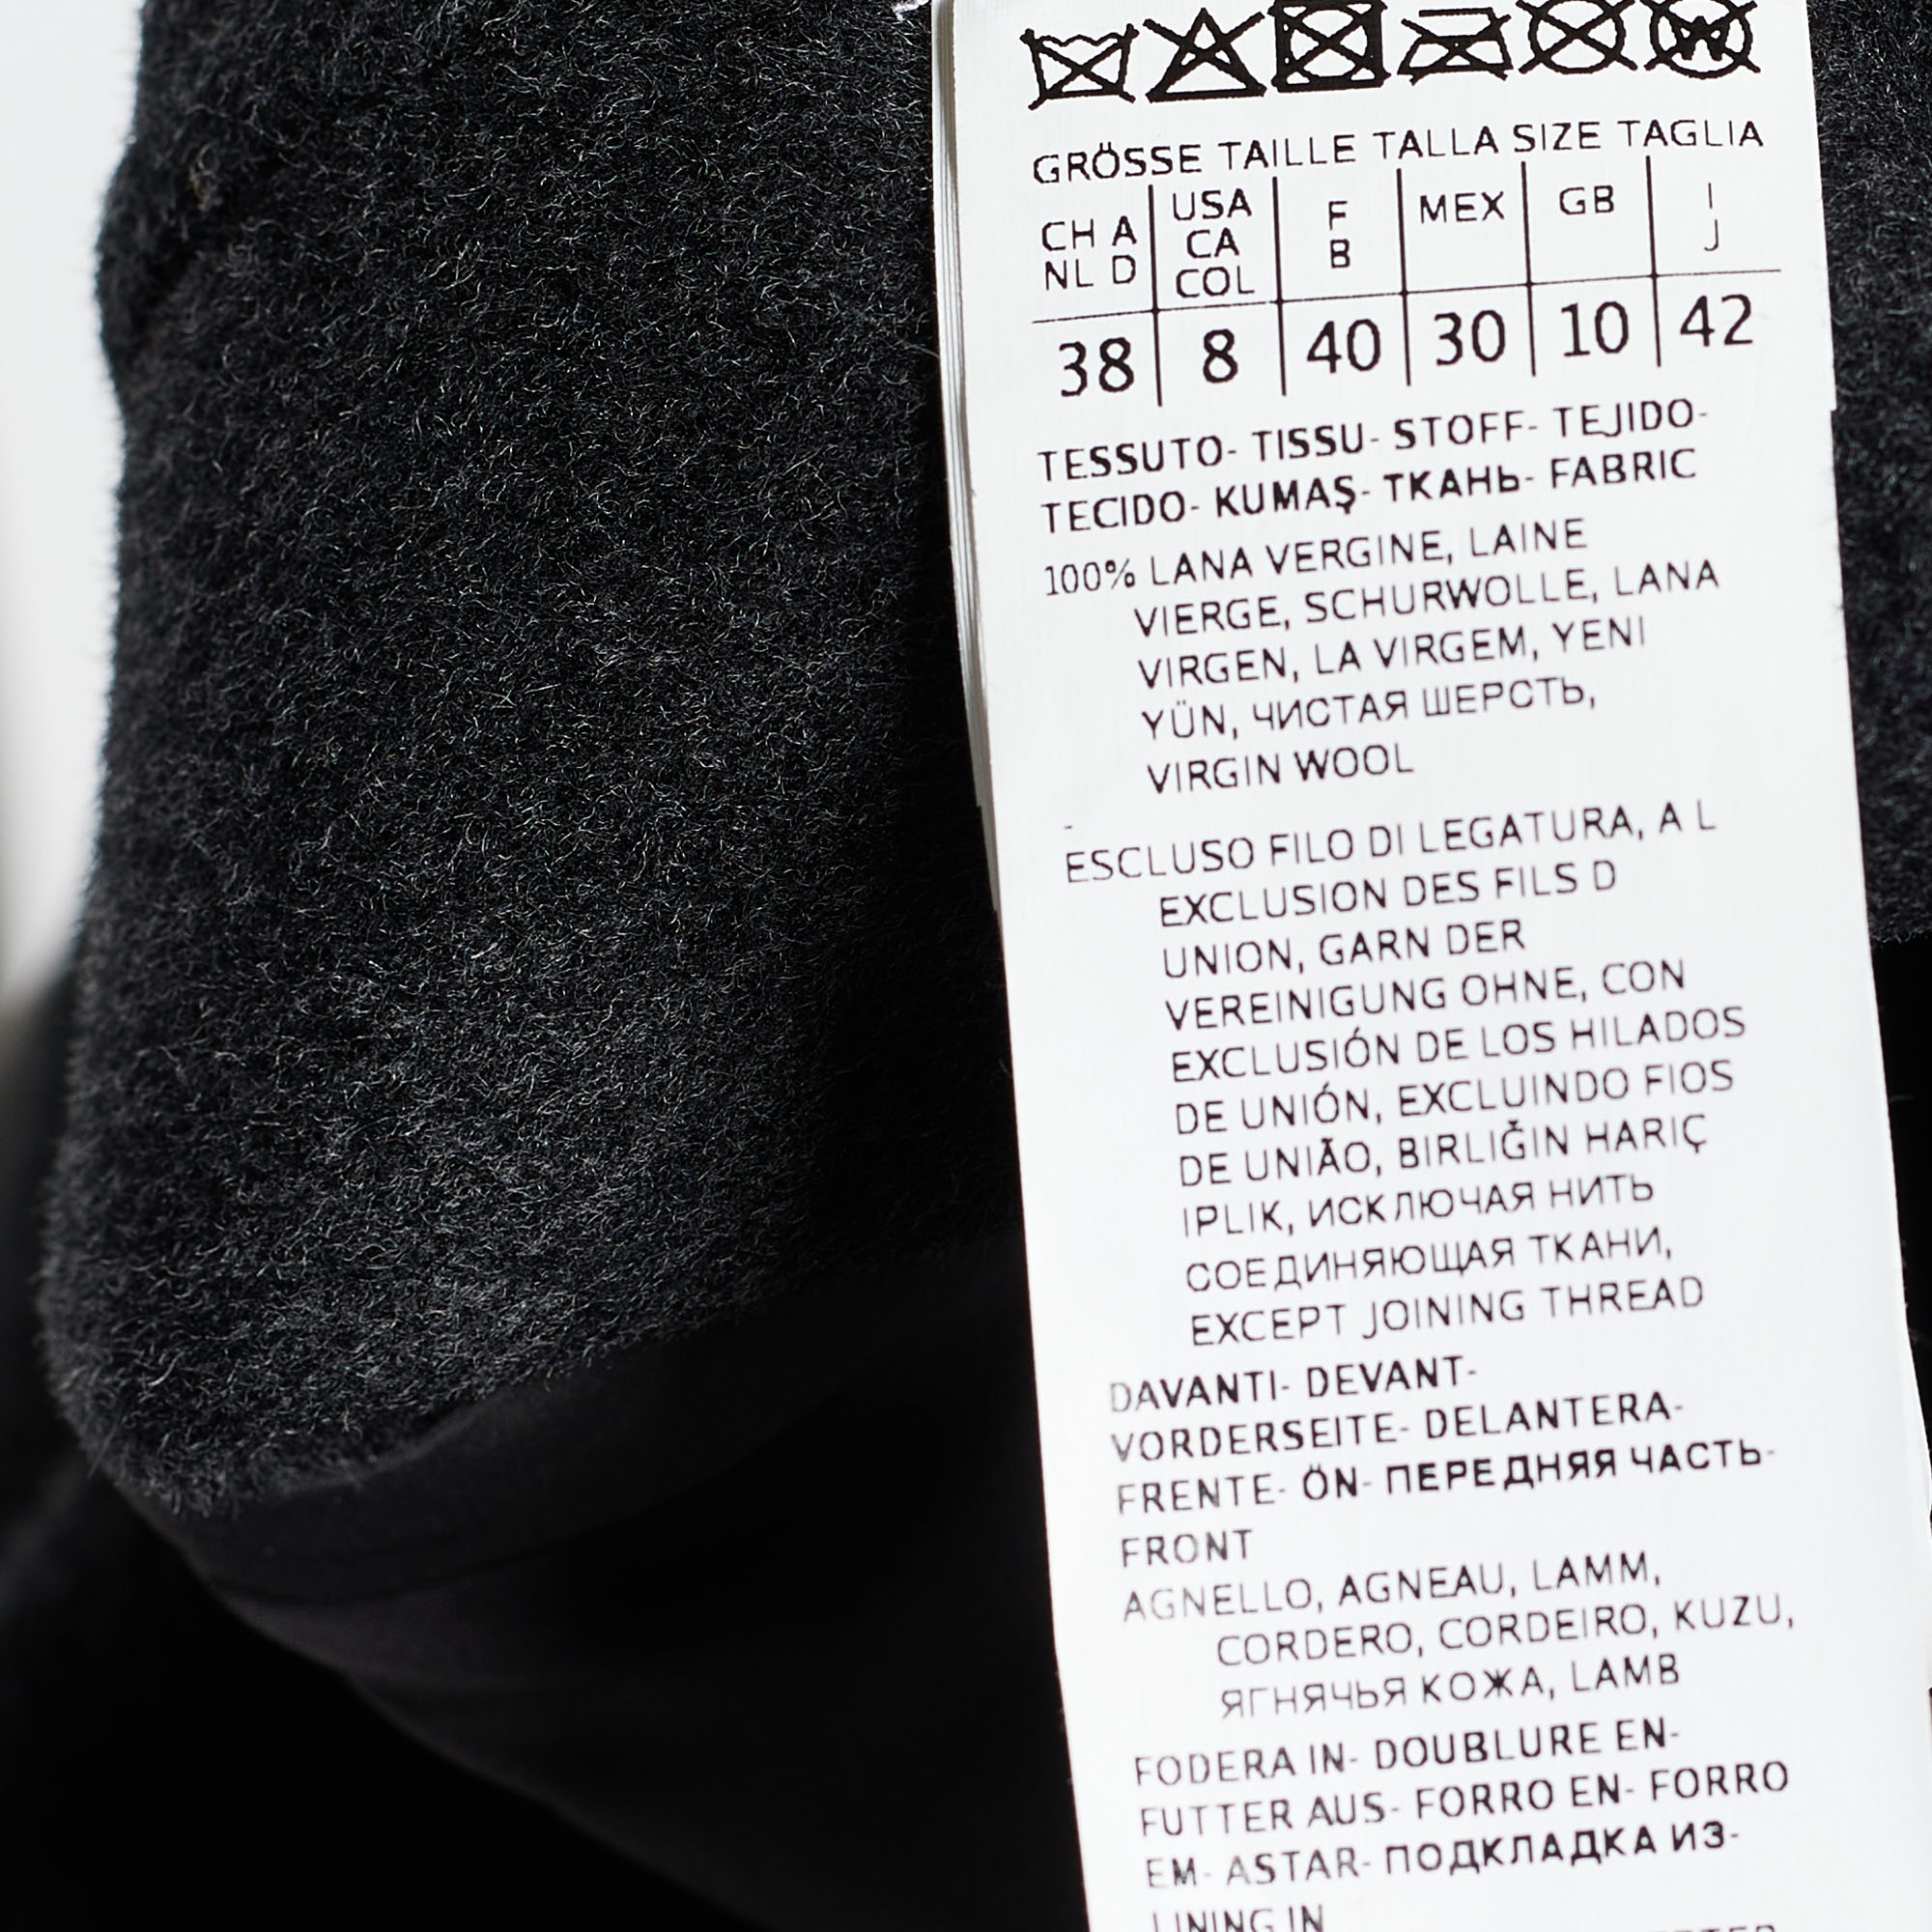 GRÖSSE TAILLE TALLA SIZE TAGLIA
CH A NL D USA CA COL F B MEX GB I J
38 8 40 30 10 42
TESSUTO- TISSU- STOFF- TEJIDO-
TECIDO- KUMAŞ- ТКАНЬ- FABRIC
100% LANA VERGINE, LAINE
VIERGE, SCHURWOLLE, LANA
VIRGEN, LA VIRGEM, YENI
YÜN, ЧИСТАЯ ШЕРСТЬ,
VIRGIN WOOL
-
ESCLUSO FILO DI LEGATURA, A L
EXCLUSION DES FILS D
UNION, GARN DER
VEREINIGUNG OHNE, CON
EXCLUSIÓN DE LOS HILADOS
DE UNIÓN, EXCLUINDO FIOS
DE UNIÃO, BIRLIĞIN HARIÇ
IPLIK, ИСКЛЮЧАЯ НИТЬ
СОЕДИНЯЮЩАЯ ТКАНИ,
EXCEPT JOINING THREAD
DAVANTI- DEVANT-
VORDERSEITE- DELANTERA-
FRENTE- ÖN- ПЕРЕДНЯЯ ЧАСТЬ-
FRONT
AGNELLO, AGNEAU, LAMM,
CORDERO, CORDEIRO, KUZU,
ЯГНЯЧЬЯ КОЖА, LAMB
FODERA IN- DOUBLURE EN-
FUTTER AUS- FORRO EN- FORRO
EM- ASTAR- ПОДКЛАДКА ИЗ-
LINING IN